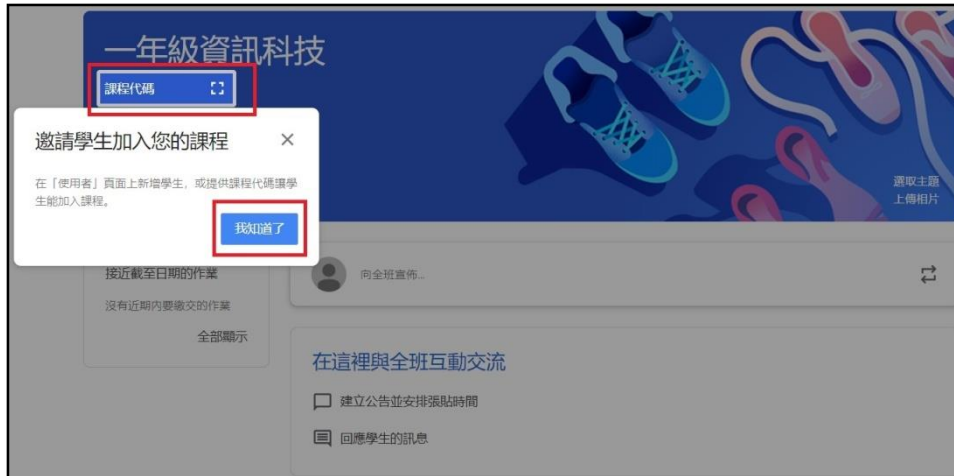 一年級資訊科技
課程代碼
邀請學生加入您的課程
在「使用者」頁面上新增學生，或提供課程代碼讓學
生能加入課程。
我知道了
選取主題
上傳相片
接近截至日期的作業
沒有近期內要繳交的作業
全部顯示
向全班宣佈...
在這裡與全班互動交流
建立公告並安排張貼時間
回應學生的訊息